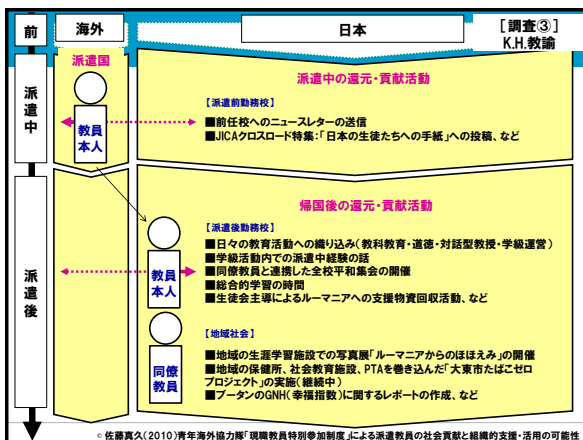 前
海外
日本
[調査③]
K.H.教諭
派遣中
派遣国
教員
本人
派遣中の還元・貢献活動
【派遣前勤務校】
■前任校へのニュースレターの送信
■JICAクロスロード特集:「日本の生徒たちへの手紙」への投稿、など
派遣後
帰国後の還元・貢献活動
【派遣後勤務校】
教員
本人
■日々の教育活動への織り込み(教科教育・道徳・対話型教授・学級運営)
■学級活動内での派遣中経験の話
■同僚教員と連携した全校平和集会の開催
■総合的学習の時間
■生徒会主導によるルーマニアへの支援物資回収活動、など
同僚
教員
【地域社会】
■地域の生涯学習施設での写真展「ルーマニアからのほほえみ」の開催
■地域の保健所、社会教育施設、PTAを巻き込んだ「大東市たばこゼロ
プロジェクト」の実施(継続中)
■ブータンのGNH(幸福指数)に関するレポートの作成、など
© 佐藤真久(2010)青年海外協力隊「現職教員特別参加制度」による派遣教員の社会貢献と組織的支援・活用の可能性